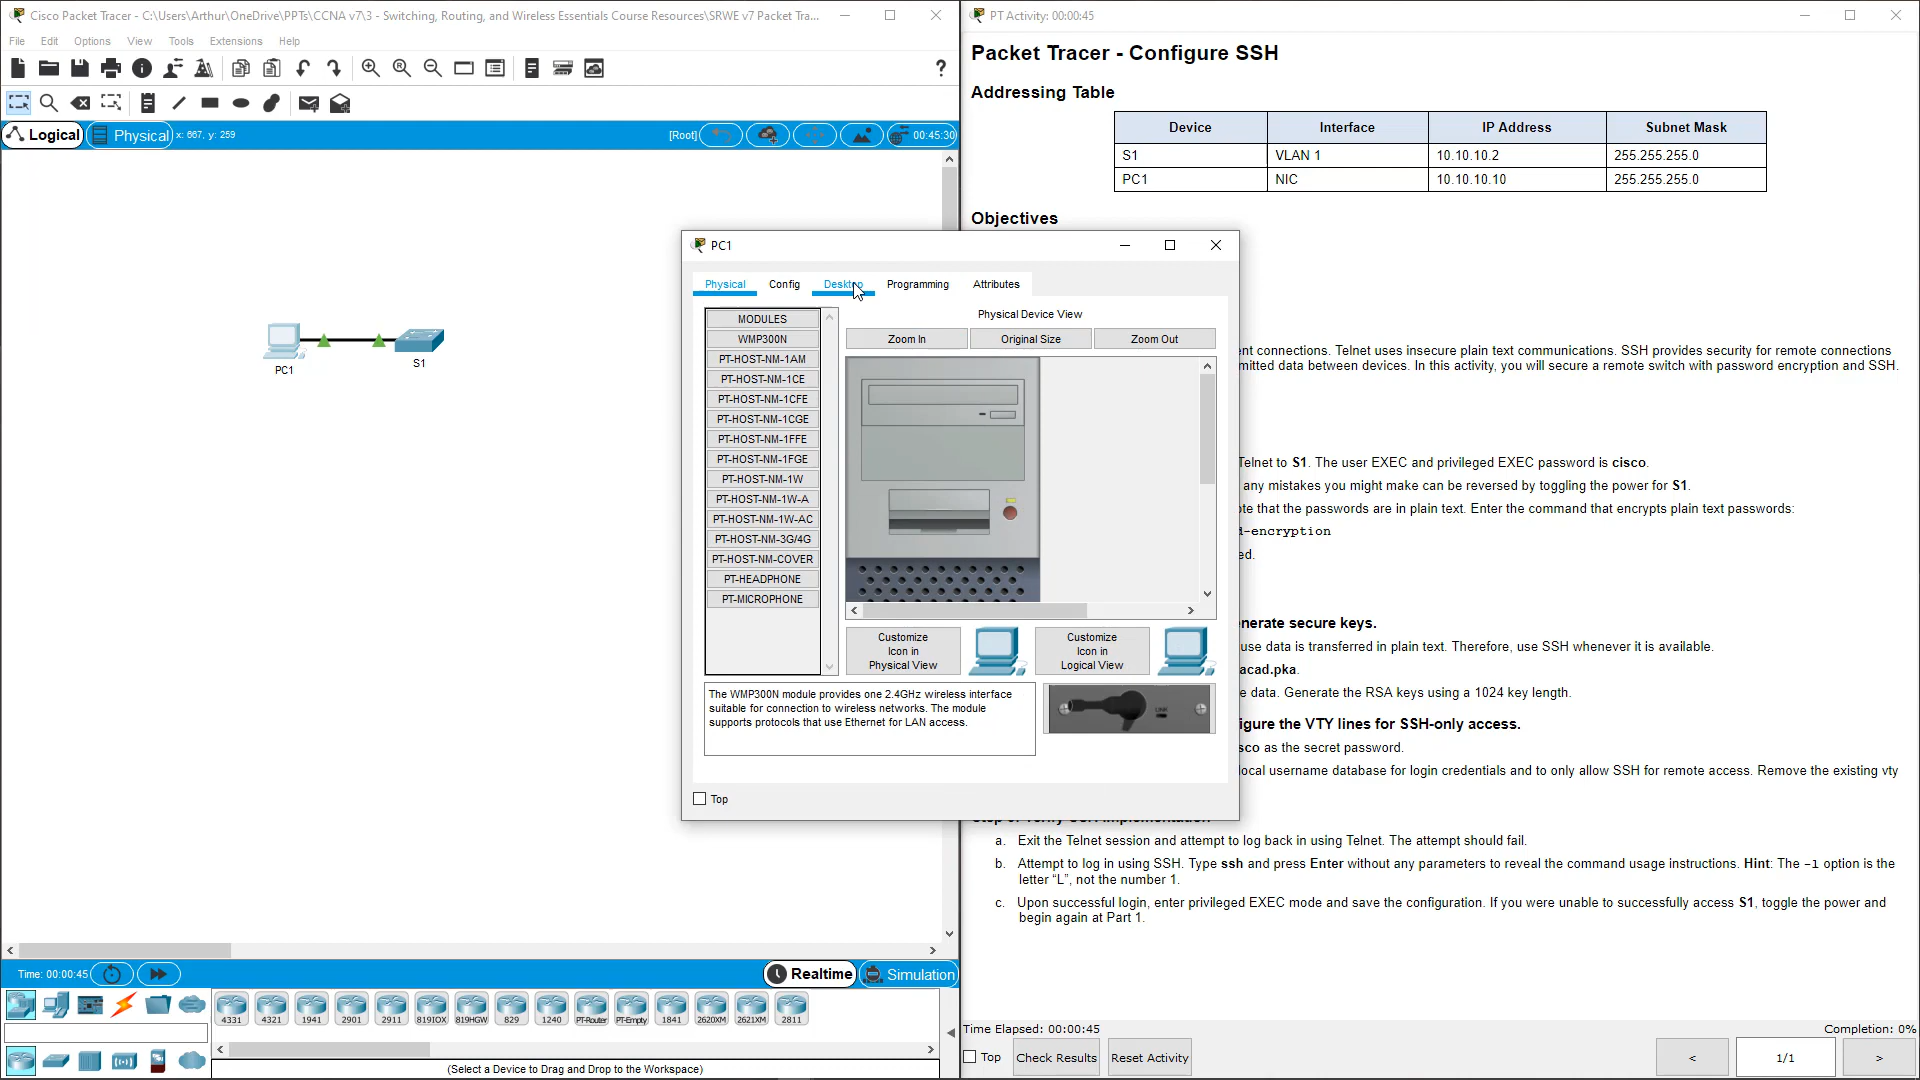 Cisco Packet Tracer - C:\Users\Arthur\OneDrive\PPTs\CCNA v7\3 - Switching, Routing, and Wireless Essentials Course Resources\SRWE v7 Packet Tra...
File Edit Options View Tools Extensions Help
?
Logical
Physical
x: 667, y: 259
[Root]
00:45:30
PC1
S1
PT Activity: 00:00:45
Packet Tracer - Configure SSH
Addressing Table
Device Interface IP Address Subnet Mask
S1 VLAN 1 10.10.10.2 255.255.255.0
PC1 NIC 10.10.10.10 255.255.255.0
Objectives
PC1
Physical Config Desktop Programming Attributes
MODULES
WMP300N
PT-HOST-NM-1AM
PT-HOST-NM-1CE
PT-HOST-NM-1CFE
PT-HOST-NM-1CGE
PT-HOST-NM-1FFE
PT-HOST-NM-1FGE
PT-HOST-NM-1W
PT-HOST-NM-1W-A
PT-HOST-NM-1W-AC
PT-HOST-NM-3G/4G
PT-HOST-NM-COVER
PT-HEADPHONE
PT-MICROPHONE
Physical Device View
Zoom In Original Size Zoom Out
Customize
Icon in
Physical View
Customize
Icon in
Logical View
The WMP300N module provides one 2.4GHz wireless interface
suitable for connection to wireless networks. The module
supports protocols that use Ethernet for LAN access.
Top
nt connections. Telnet uses insecure plain text communications. SSH provides security for remote connections
mitted data between devices. In this activity, you will secure a remote switch with password encryption and SSH.
Telnet to S1. The user EXEC and privileged EXEC password is cisco.
any mistakes you might make can be reversed by toggling the power for S1.
te that the passwords are in plain text. Enter the command that encrypts plain text passwords:
d-encryption
ed.
enerate secure keys.
use data is transferred in plain text. Therefore, use SSH whenever it is available.
acad.pka.
e data. Generate the RSA keys using a 1024 key length.
figure the VTY lines for SSH-only access.
sco as the secret password.
local username database for login credentials and to only allow SSH for remote access. Remove the existing vty
a. Exit the Telnet session and attempt to log back in using Telnet. The attempt should fail.
b. Attempt to log in using SSH. Type ssh and press Enter without any parameters to reveal the command usage instructions. Hint: The -l option is the
letter “L”, not the number 1.
c. Upon successful login, enter privileged EXEC mode and save the configuration. If you were unable to successfully access S1, toggle the power and
begin again at Part 1.
Time: 00:00:45
Realtime
Simulation
4331 4321 1941 2901 2911 819IOX 819HGW 829 1240 PT-Router PT-Empty 1841 2620XM 2621XM 2811
(Select a Device to Drag and Drop to the Workspace)
Time Elapsed: 00:00:45 Completion: 0%
Top Check Results Reset Activity < 1/1 >